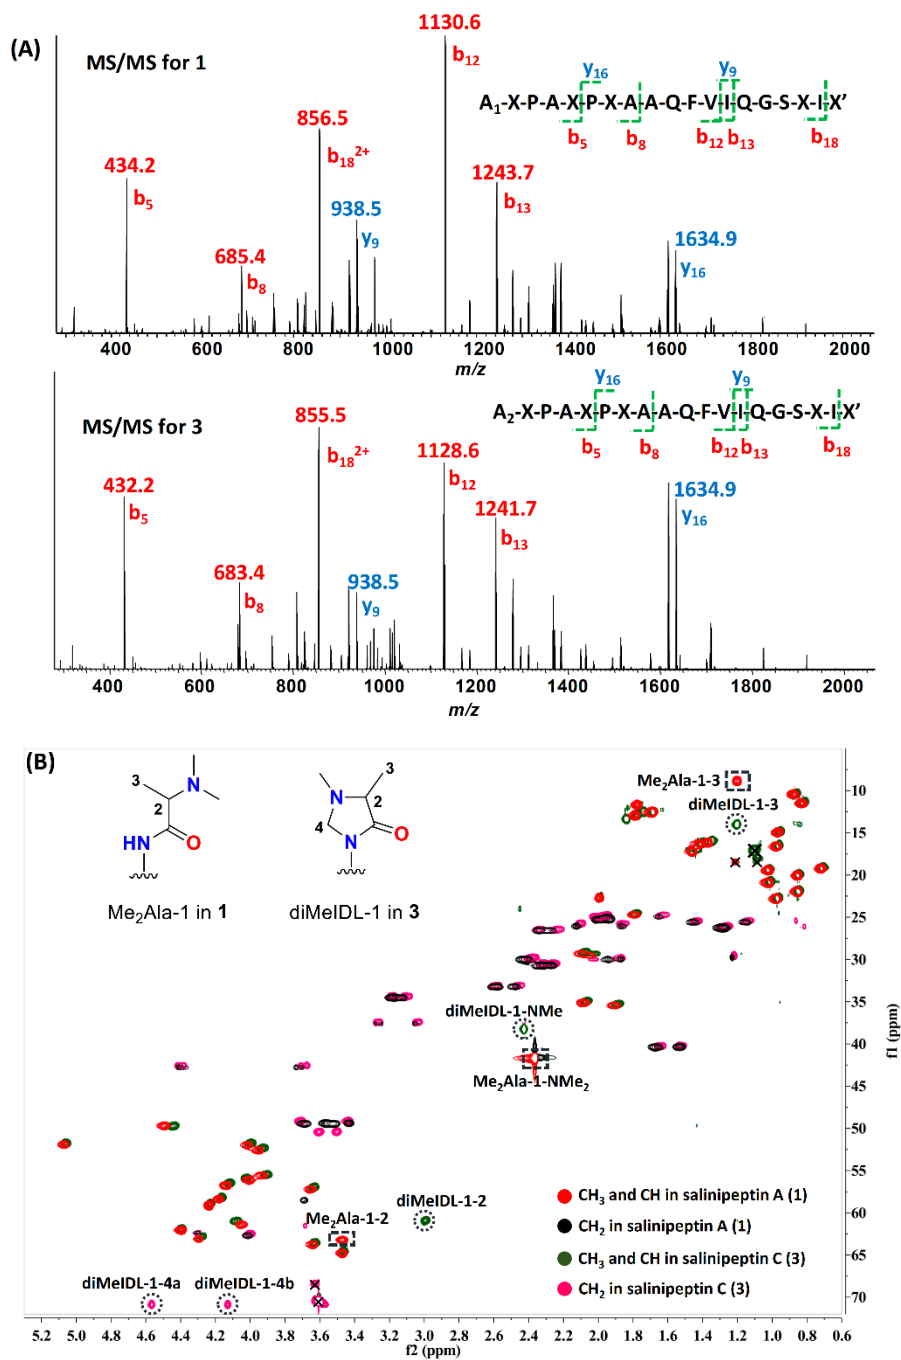 (A)
MS/MS for 1
1130.6
b12
y16 y9
A1-X-P-A-X-P-X-A-A-Q-F-V-I-Q-G-S-X-I-X'
b5 b8 b12 b13 b18
856.5
b18 2+
434.2
b5
1243.7
b13
938.5
y9
685.4
b8
1634.9
y16
400 600 800 1000 1200 1400 1600 1800 2000
m/z
MS/MS for 3
y16 y9
A2-X-P-A-X-P-X-A-A-Q-F-V-I-Q-G-S-X-I-X'
b5 b8 b12 b13 b18
855.5
b18 2+
1128.6
b12
432.2
b5
1241.7
b13
1634.9
y16
683.4
b8
938.5
y9
400 600 800 1000 1200 1400 1600 1800 2000
m/z
(B)
3 N
2
HN O
Me2Ala-1 in 1
3
N 2
4
N O
diMeIDL-1 in 3
Me2Ala-1-3
diMeIDL-1-3
diMeIDL-1-NMe
Me2Ala-1-NMe2
diMeIDL-1-2
Me2Ala-1-2
diMeIDL-1-4a diMeIDL-1-4b
CH3 and CH in salinipeptin A (1)
CH2 in salinipeptin A (1)
CH3 and CH in salinipeptin C (3)
CH2 in salinipeptin C (3)
10
15
20
25
30
35
40
45
50
55
60
65
70
f1 (ppm)
5.2 5.0 4.8 4.6 4.4 4.2 4.0 3.8 3.6 3.4 3.2 3.0 2.8 2.6 2.4 2.2 2.0 1.8 1.6 1.4 1.2 1.0 0.8 0.6
f2 (ppm)